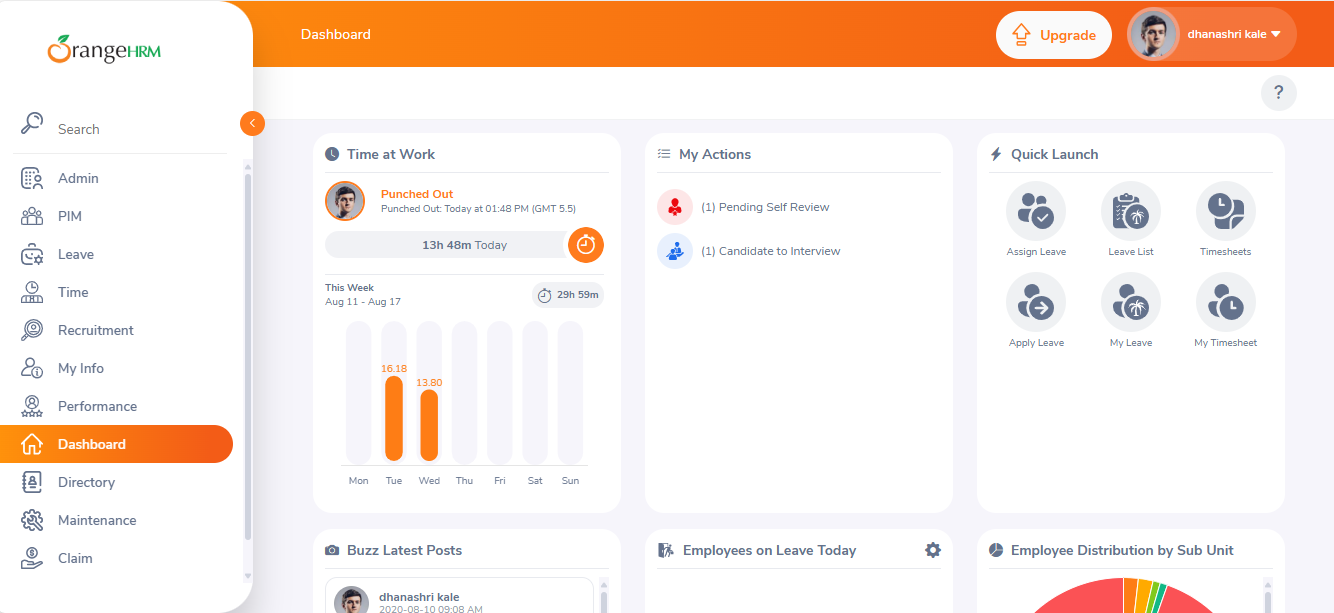 OrangeHRM
Dashboard
Upgrade
dhanashri kale
?
Search
Admin
PIM
Leave
Time
Recruitment
My Info
Performance
Dashboard
Directory
Maintenance
Claim
Time at Work
Punched Out
Punched Out: Today at 01:48 PM (GMT 5.5)
13h 48m Today
This Week
Aug 11 - Aug 17
29h 59m
16.18
13.80
Mon Tue Wed Thu Fri Sat Sun
My Actions
(1) Pending Self Review
(1) Candidate to Interview
Quick Launch
Assign Leave
Leave List
Timesheets
Apply Leave
My Leave
My Timesheet
Buzz Latest Posts
dhanashri kale
2020-08-10 09:08 AM
Employees on Leave Today
Employee Distribution by Sub Unit